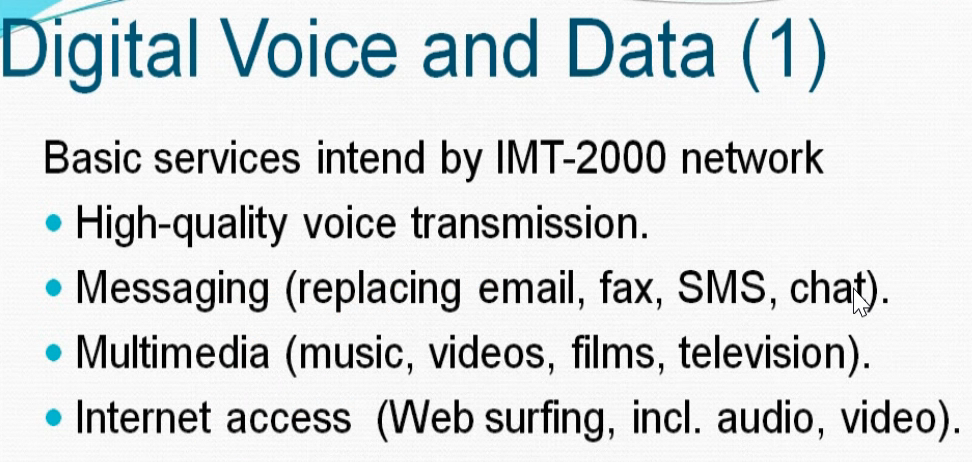 Digital Voice and Data (1)
Basic services intend by IMT-2000 network
• High-quality voice transmission.
• Messaging (replacing email, fax, SMS, chat).
• Multimedia (music, videos, films, television).
• Internet access (Web surfing, incl. audio, video).